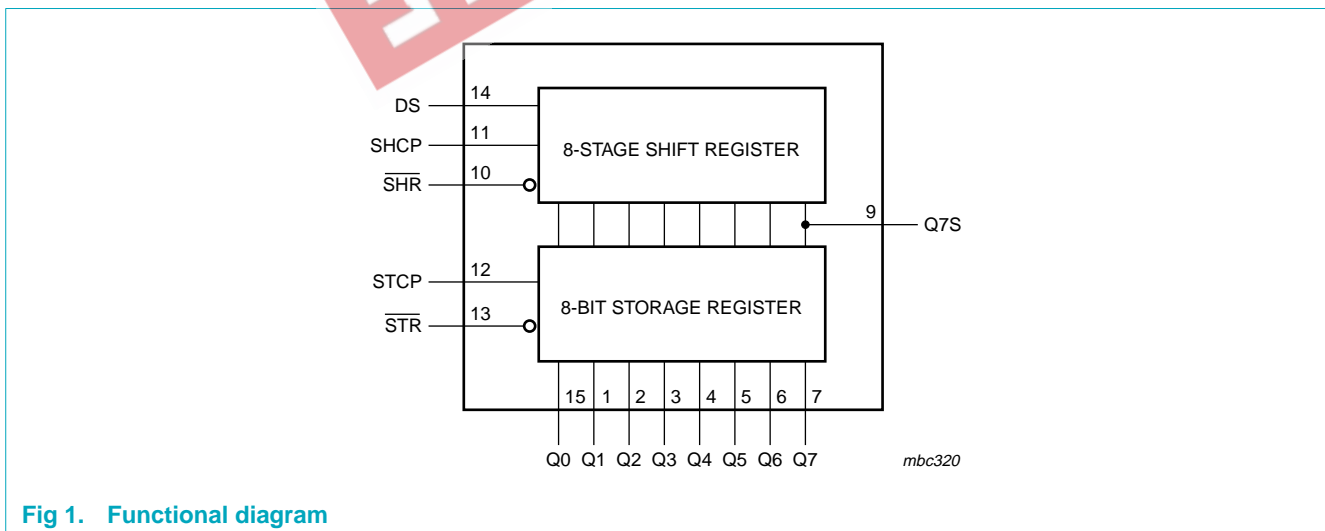 DS 14
SHCP 11
8-STAGE SHIFT REGISTER
SHR 10
9 Q7S
STCP 12
8-BIT STORAGE REGISTER
STR 13
15 1 2 3 4 5 6 7
Q0 Q1 Q2 Q3 Q4 Q5 Q6 Q7
mbc320
Fig 1. Functional diagram